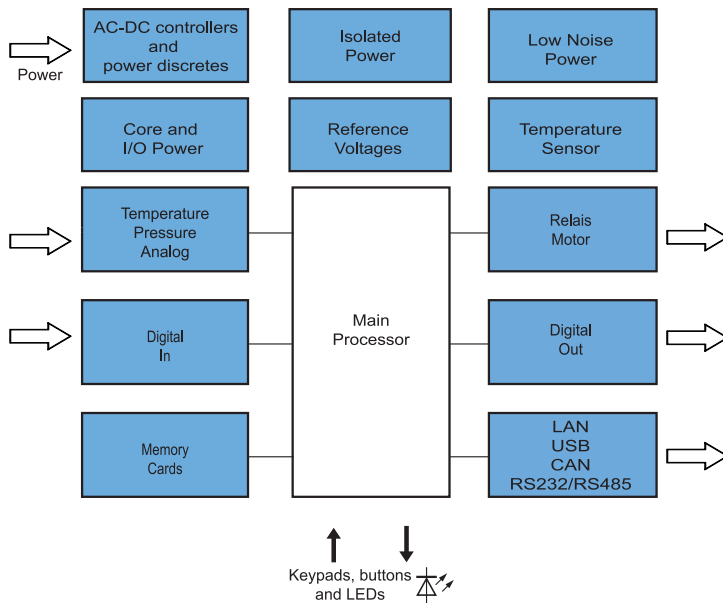 AC-DC controllers
and
power discretes
Isolated
Power
Low Noise
Power
Power
Core and
I/O Power
Reference
Voltages
Temperature
Sensor
Temperature
Pressure
Analog
Main
Processor
Relais
Motor
Digital
In
Digital
Out
Memory
Cards
LAN
USB
CAN
RS232/RS485
Keypads, buttons
and LEDs